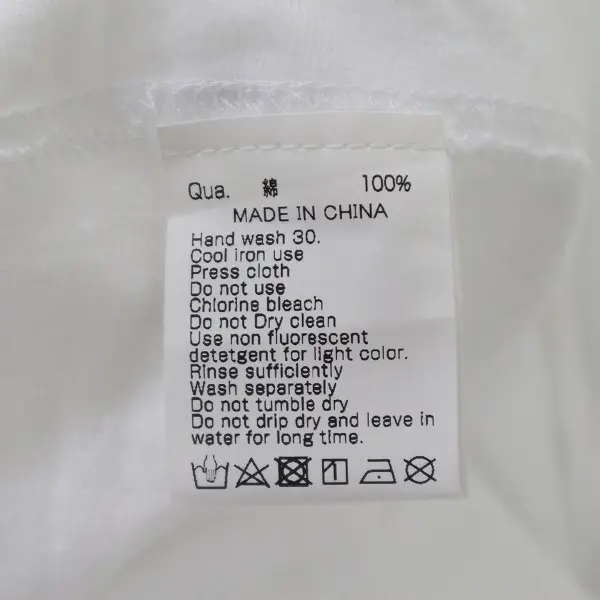 Qua. 綿 100%
MADE IN CHINA
Hand wash 30.
Cool iron use
Press cloth
Do not use
Chlorine bleach
Do not Dry clean
Use non fluorescent
detetgent for light color.
Rinse sufficiently
Wash separately
Do not tumble dry
Do not drip dry and leave in
water for long time.